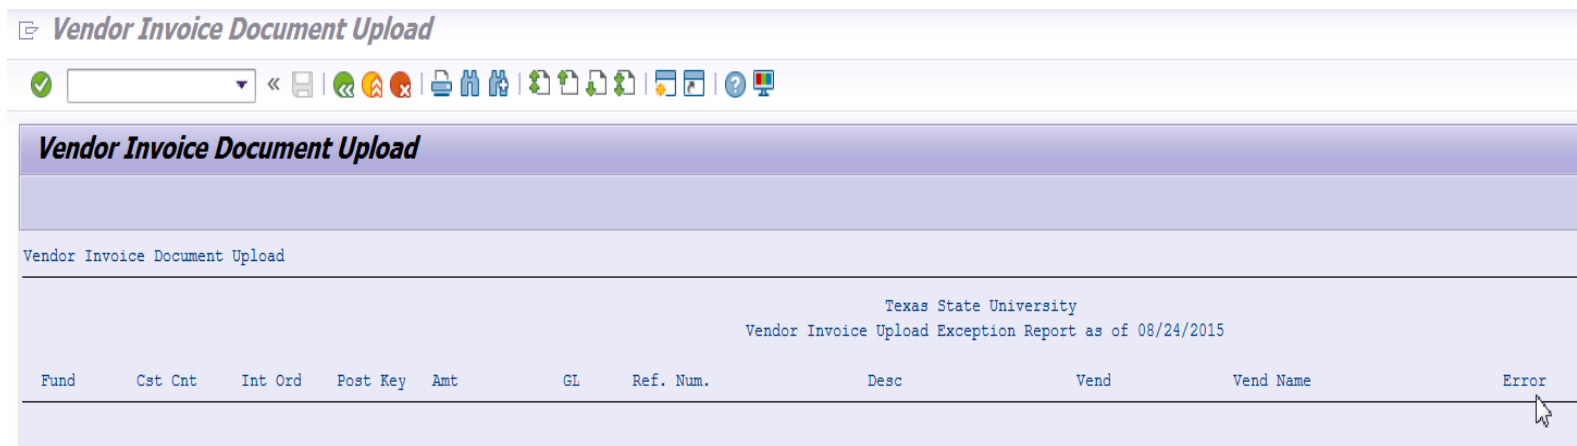 Vendor Invoice Document Upload
Vendor Invoice Document Upload
Vendor Invoice Document Upload
Texas State University
Vendor Invoice Upload Exception Report as of 08/24/2015
Fund Cst Cnt Int Ord Post Key Amt GL Ref. Num. Desc Vend Vend Name Error